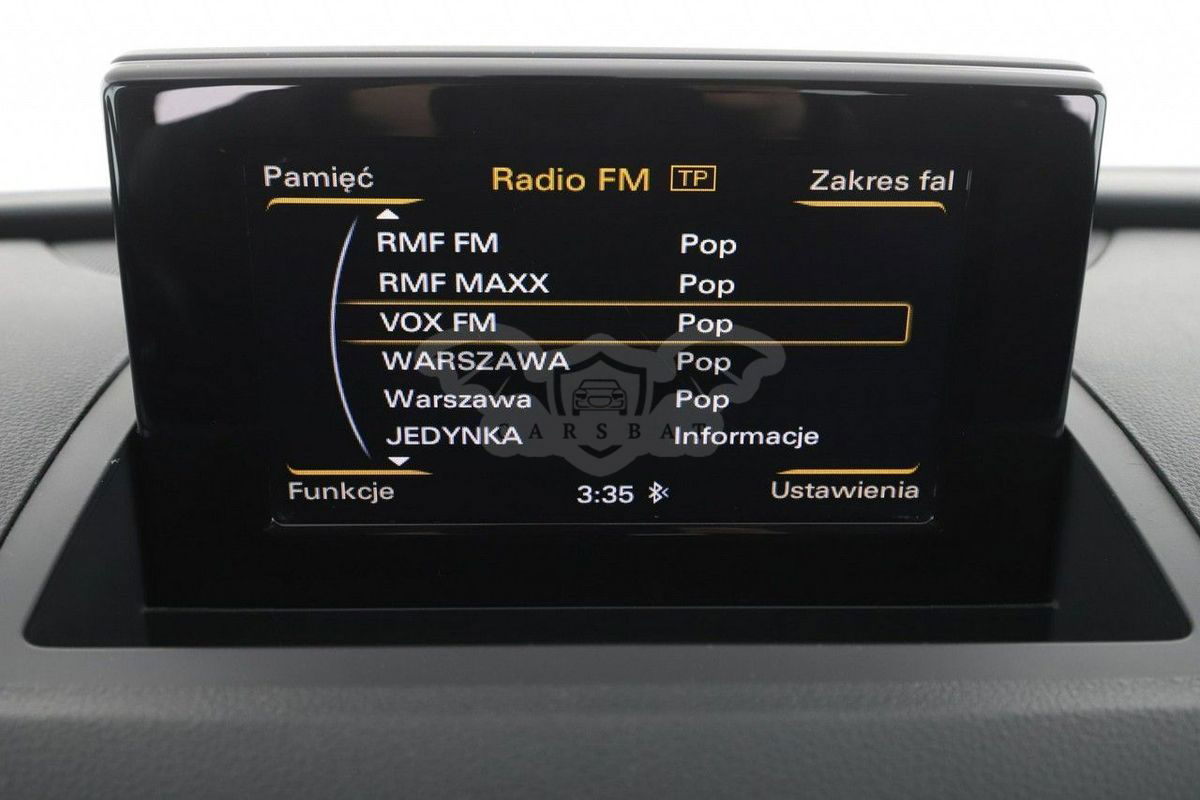 Pamięć Radio FM TP Zakres fal
RMF FM Pop
RMF MAXX Pop
VOX FM Pop
WARSZAWA Pop
Warszawa Pop
JEDYNKA Informacje
CARSBAT
Funkcje 3:35 Ustawienia